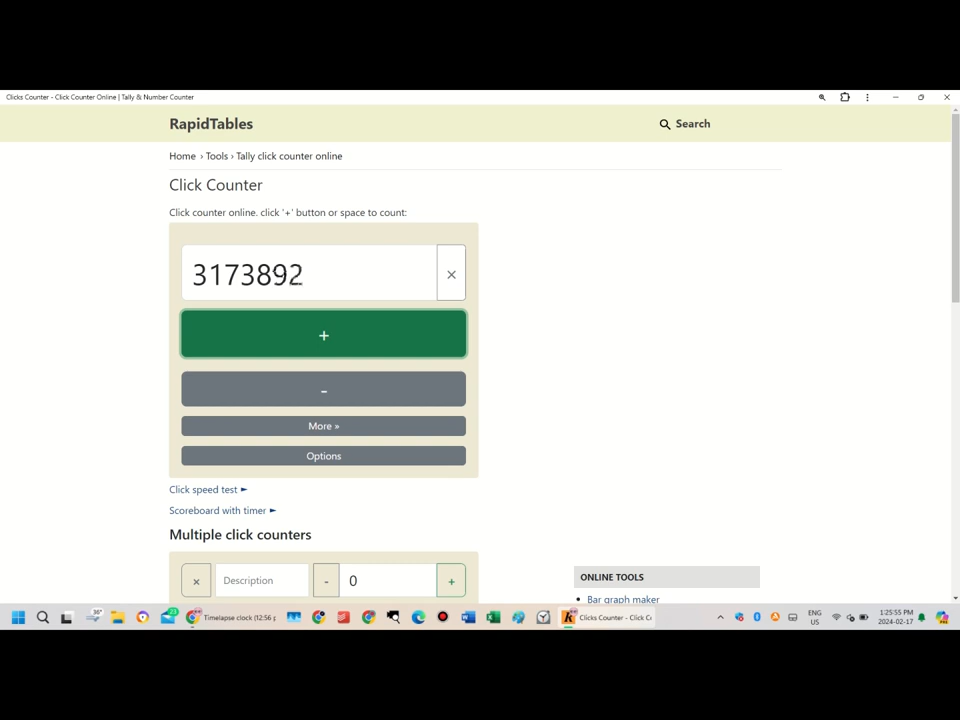 Clicks Counter - Click Counter Online | Tally & Number Counter
RapidTables
Search
Home › Tools › Tally click counter online
Click Counter
Click counter online. click '+' button or space to count:
3173892
×
+
-
More »
Options
Click speed test ►
Scoreboard with timer ►
Multiple click counters
× Description - 0 +
ONLINE TOOLS
Bar graph maker
36°
23
Timelapse clock (12:56 p
Clicks Counter - Click Co
ENG
US
1:25:55 PM
2024-02-17